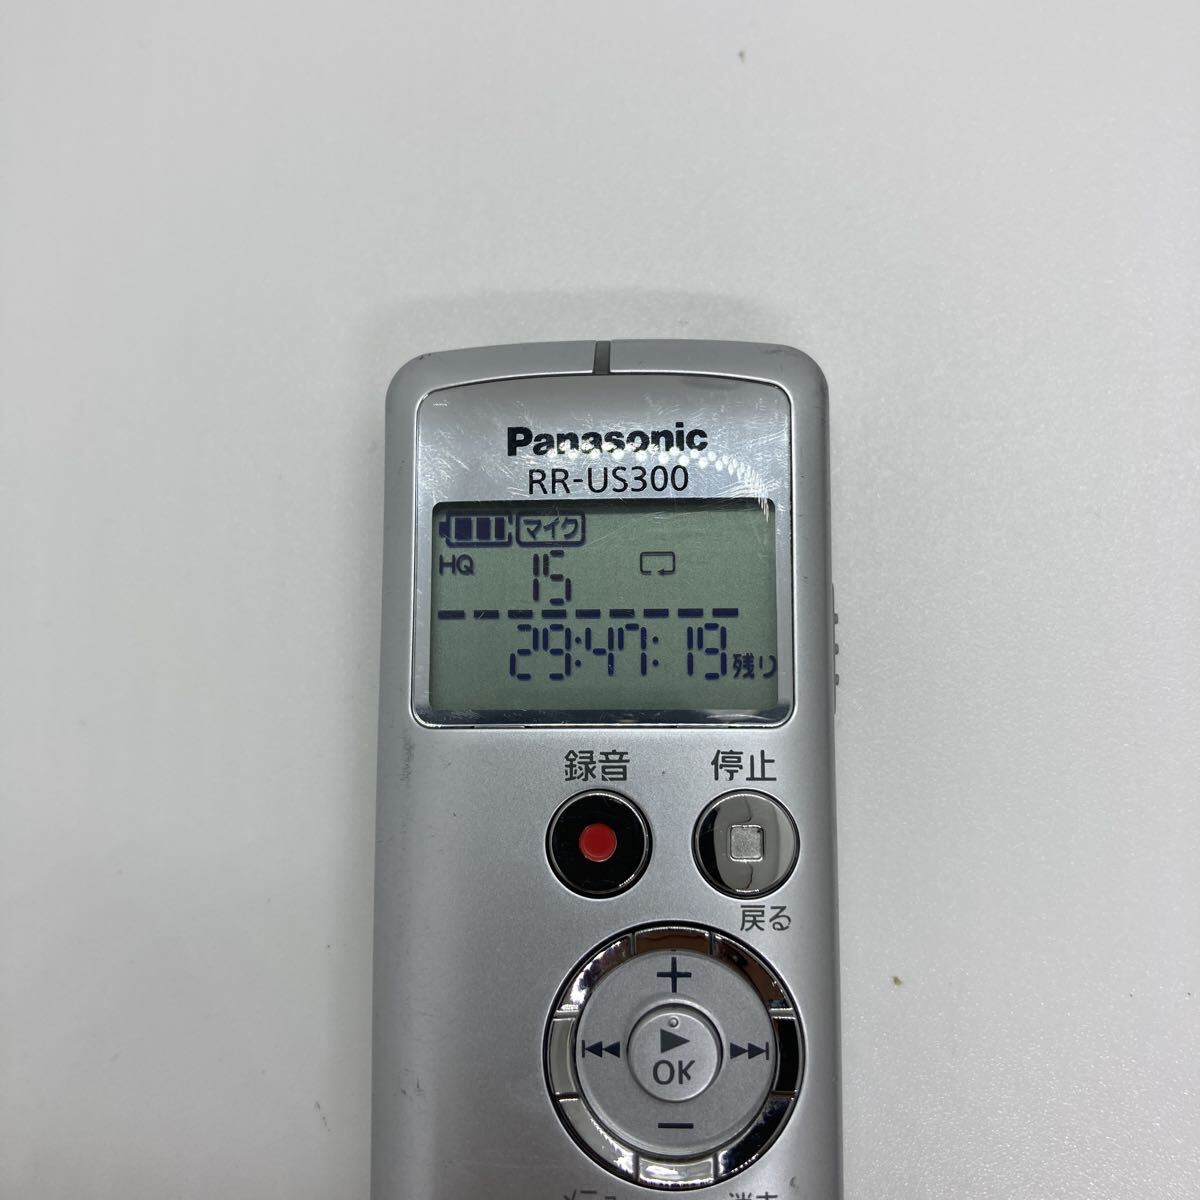 Panasonic
RR-US300
マイク
HQ 15
29:47:19残り
録音 停止
戻る
+
OK
−